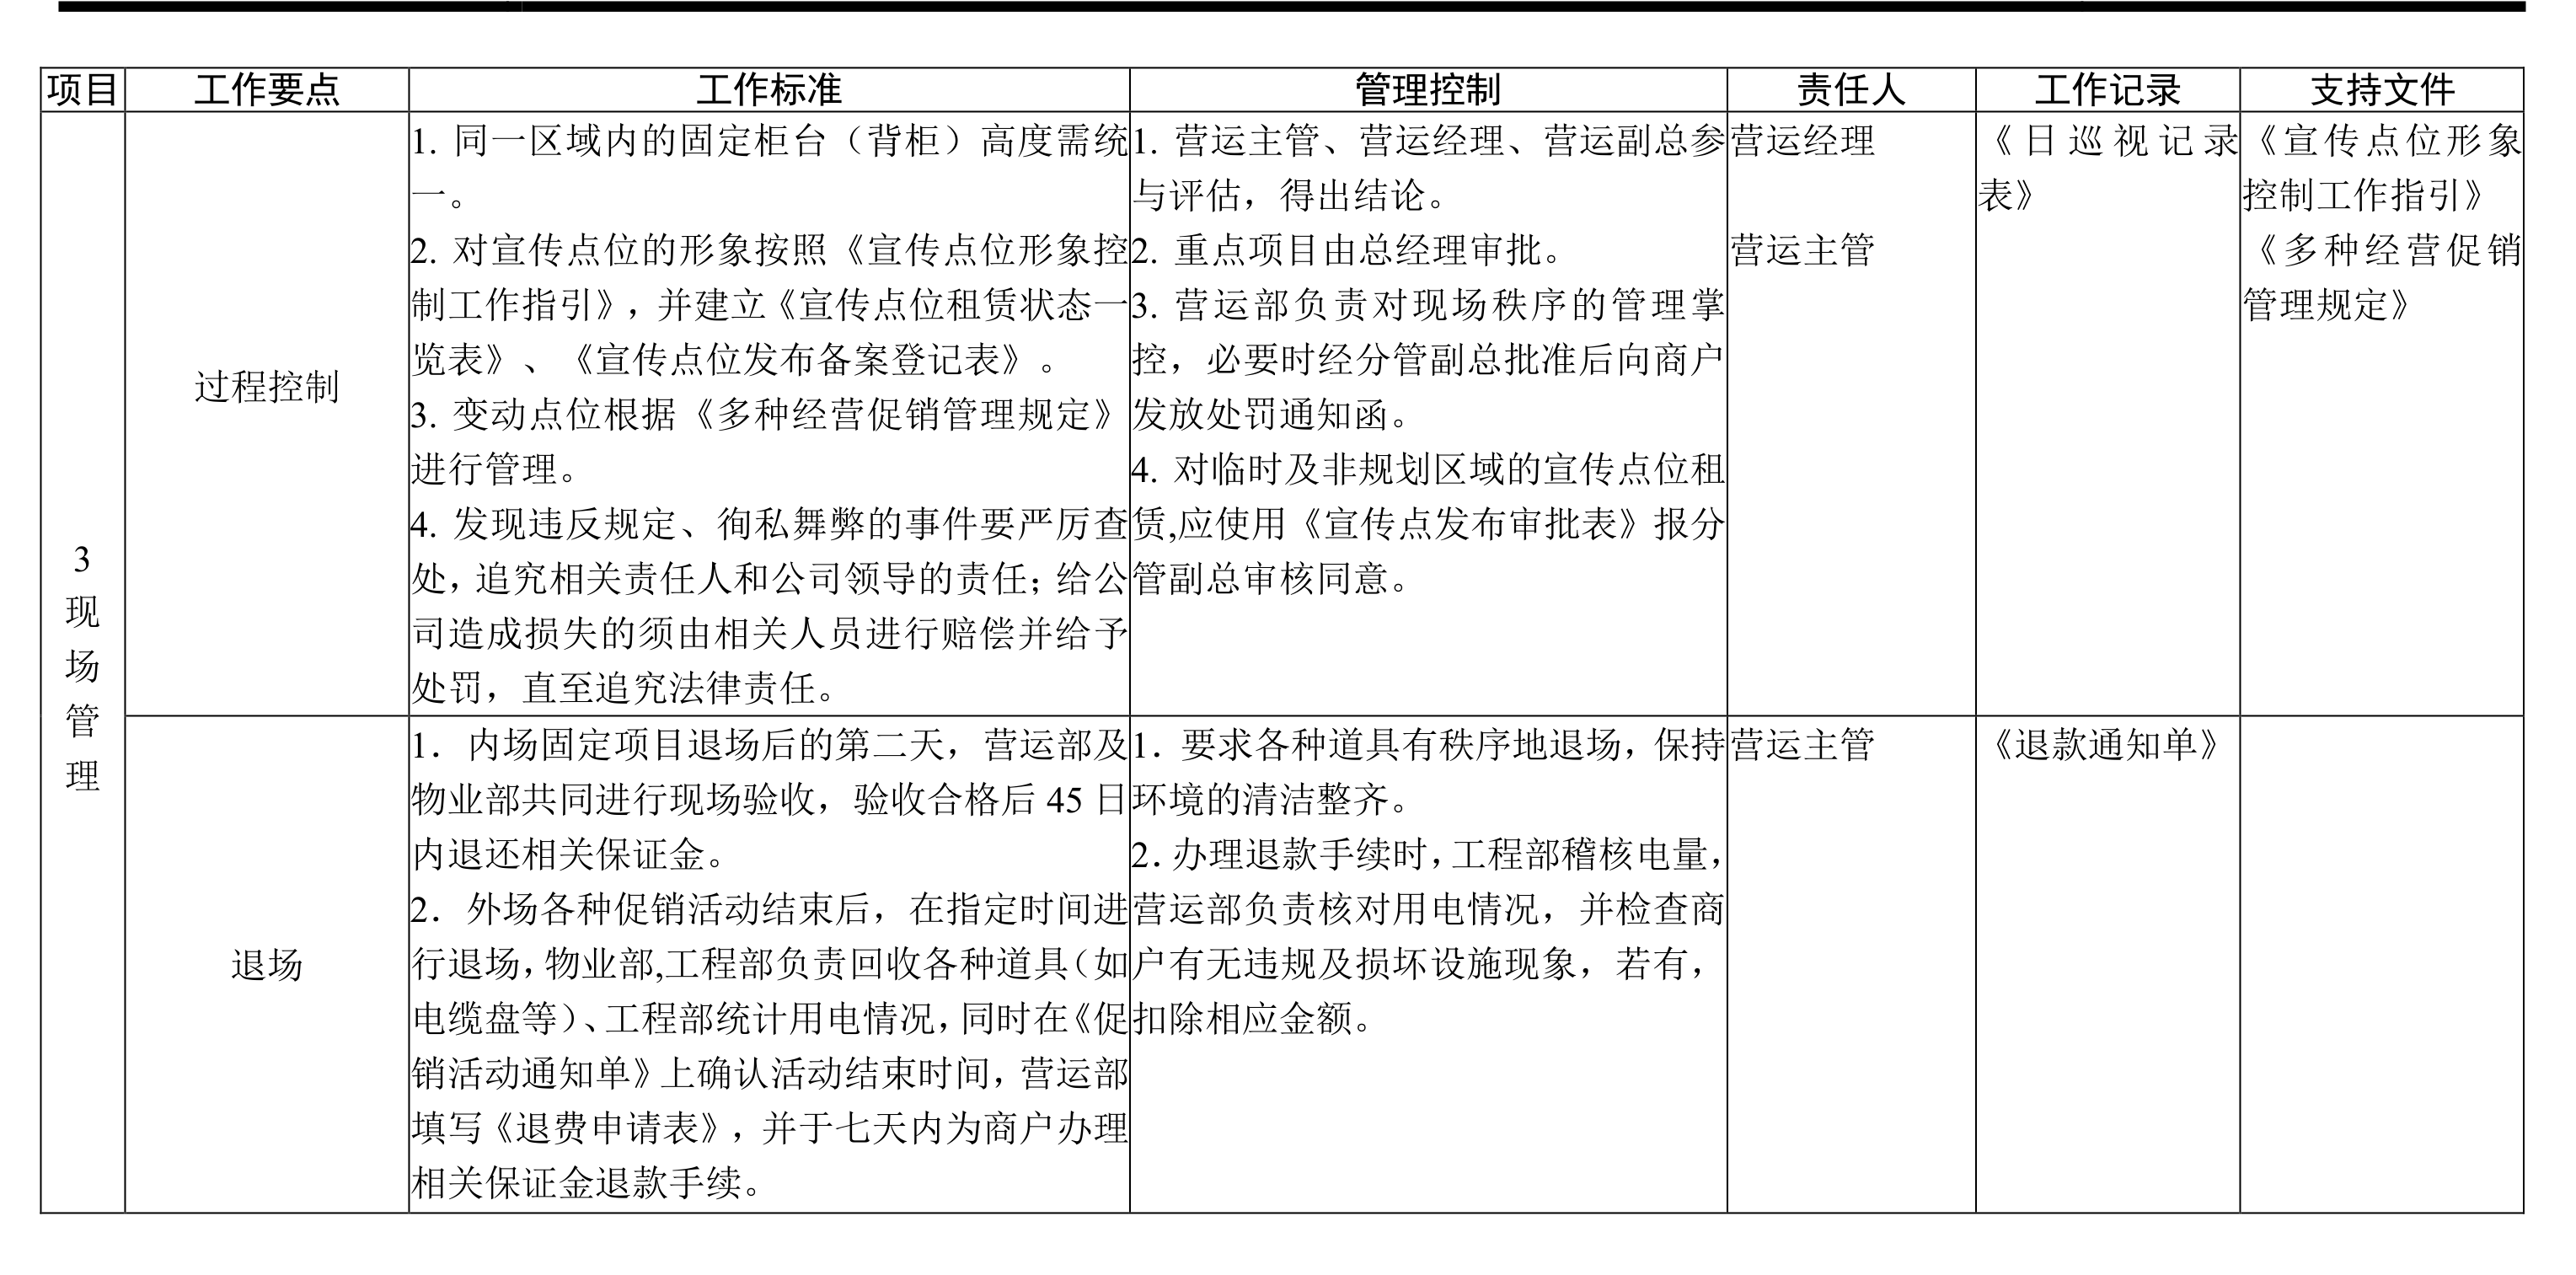 项目
工作要点
工作标准
管理控制
责任人
工作记录
支持文件
3
现
场
管
理
过程控制
1. 同一区域内的固定柜台（背柜）高度需统
一。
2. 对宣传点位的形象按照《宣传点位形象控
制工作指引》，并建立《宣传点位租赁状态一
览表》、《宣传点位发布备案登记表》。
3. 变动点位根据《多种经营促销管理规定》
进行管理。
4. 发现违反规定、徇私舞弊的事件要严厉查
处，追究相关责任人和公司领导的责任；给公
司造成损失的须由相关人员进行赔偿并给予
处罚，直至追究法律责任。
1. 营运主管、营运经理、营运副总参
与评估，得出结论。
2. 重点项目由总经理审批。
3. 营运部负责对现场秩序的管理掌
控，必要时经分管副总批准后向商户
发放处罚通知函。
4. 对临时及非规划区域的宣传点位租
赁,应使用《宣传点发布审批表》报分
管副总审核同意。
营运经理
营运主管
《日巡视记录
表》
《宣传点位形象
控制工作指引》
《多种经营促销
管理规定》
退场
1. 内场固定项目退场后的第二天，营运部及
物业部共同进行现场验收，验收合格后 45 日
内退还相关保证金。
2. 外场各种促销活动结束后，在指定时间进
行退场，物业部,工程部负责回收各种道具（如
电缆盘等）、工程部统计用电情况，同时在《促
销活动通知单》上确认活动结束时间，营运部
填写《退费申请表》，并于七天内为商户办理
相关保证金退款手续。
1. 要求各种道具有秩序地退场，保持
环境的清洁整齐。
2. 办理退款手续时，工程部稽核电量，
营运部负责核对用电情况，并检查商
户有无违规及损坏设施现象，若有，
扣除相应金额。
营运主管
《退款通知单》